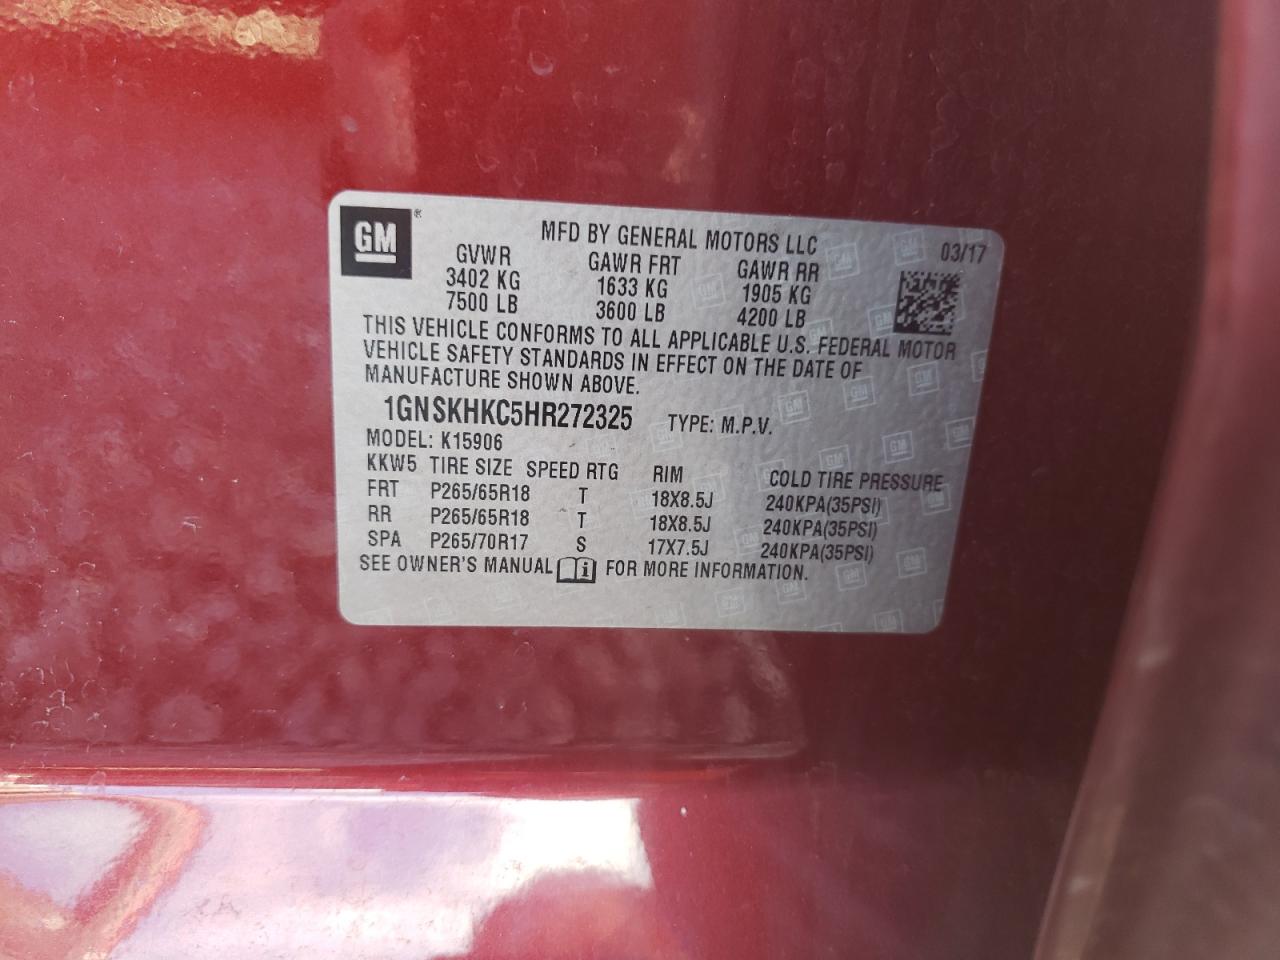 GM®
MFD BY GENERAL MOTORS LLC 03/17
GVWR GAWR FRT GAWR RR
3402 KG 1633 KG 1905 KG
7500 LB 3600 LB 4200 LB
THIS VEHICLE CONFORMS TO ALL APPLICABLE U.S. FEDERAL MOTOR
VEHICLE SAFETY STANDARDS IN EFFECT ON THE DATE OF
MANUFACTURE SHOWN ABOVE.
1GNSKHKC5HR272325 TYPE: M.P.V.
MODEL: K15906
KKW5 TIRE SIZE SPEED RTG RIM COLD TIRE PRESSURE
FRT P265/65R18 T 18X8.5J 240KPA(35PSI)
RR P265/65R18 T 18X8.5J 240KPA(35PSI)
SPA P265/70R17 S 17X7.5J 240KPA(35PSI)
SEE OWNER'S MANUAL i FOR MORE INFORMATION.